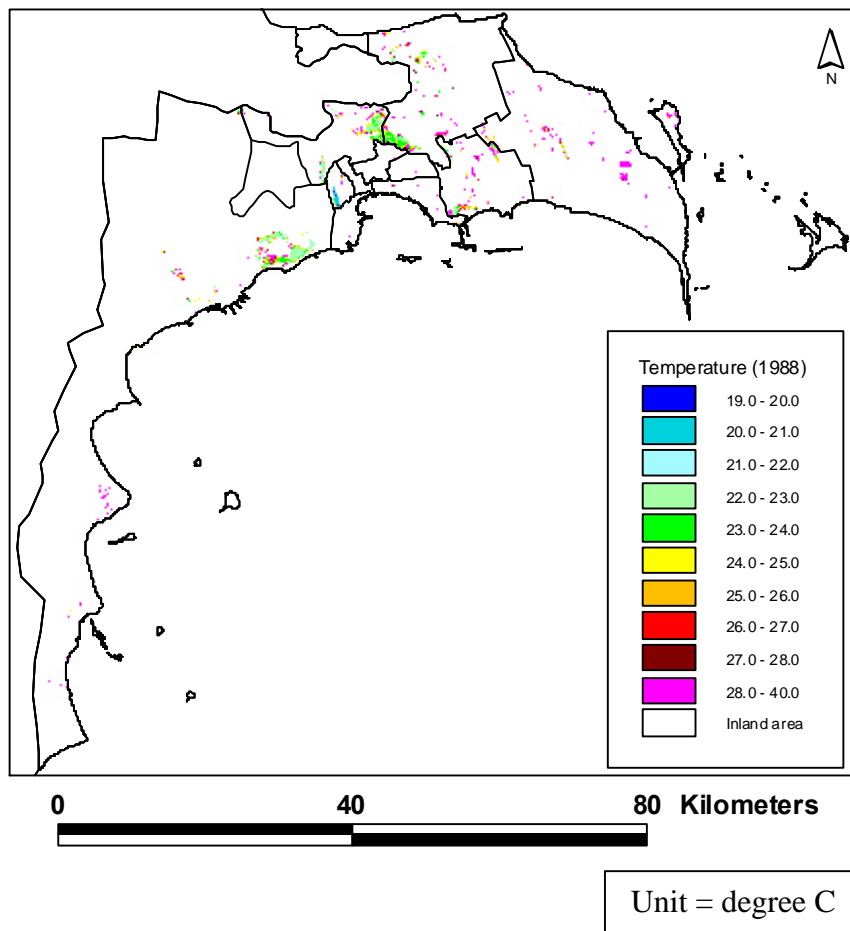 N
Temperature (1988)
19.0 - 20.0
20.0 - 21.0
21.0 - 22.0
22.0 - 23.0
23.0 - 24.0
24.0 - 25.0
25.0 - 26.0
26.0 - 27.0
27.0 - 28.0
28.0 - 40.0
Inland area
0 40 80 Kilometers
Unit = degree C